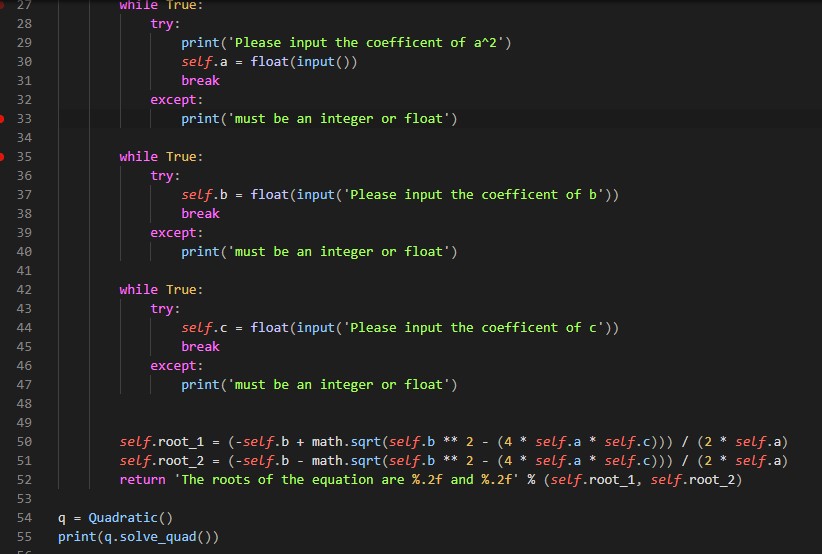 27 while True:
28 try:
29 print('Please input the coefficent of a^2')
30 self.a = float(input())
31 break
32 except:
33 print('must be an integer or float')
34
35 while True:
36 try:
37 self.b = float(input('Please input the coefficent of b'))
38 break
39 except:
40 print('must be an integer or float')
41
42 while True:
43 try:
44 self.c = float(input('Please input the coefficent of c'))
45 break
46 except:
47 print('must be an integer or float')
48
49
50 self.root_1 = (-self.b + math.sqrt(self.b ** 2 - (4 * self.a * self.c))) / (2 * self.a)
51 self.root_2 = (-self.b - math.sqrt(self.b ** 2 - (4 * self.a * self.c))) / (2 * self.a)
52 return 'The roots of the equation are %.2f and %.2f' % (self.root_1, self.root_2)
53
54 q = Quadratic()
55 print(q.solve_quad())